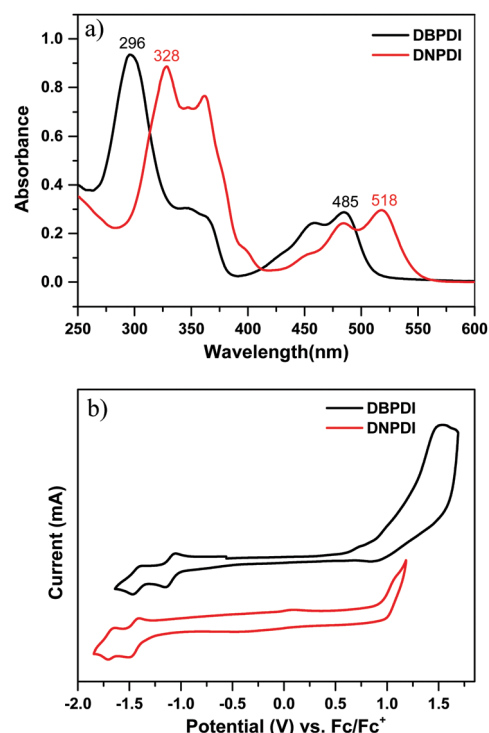 a)
296
328
485
518
DBPDI
DNPDI
Absorbance
1.0
0.8
0.6
0.4
0.2
0.0
250 300 350 400 450 500 550 600
Wavelength(nm)
b)
DBPDI
DNPDI
Current (mA)
-2.0 -1.5 -1.0 -0.5 0.0 0.5 1.0 1.5
Potential (V) vs. Fc/Fc+